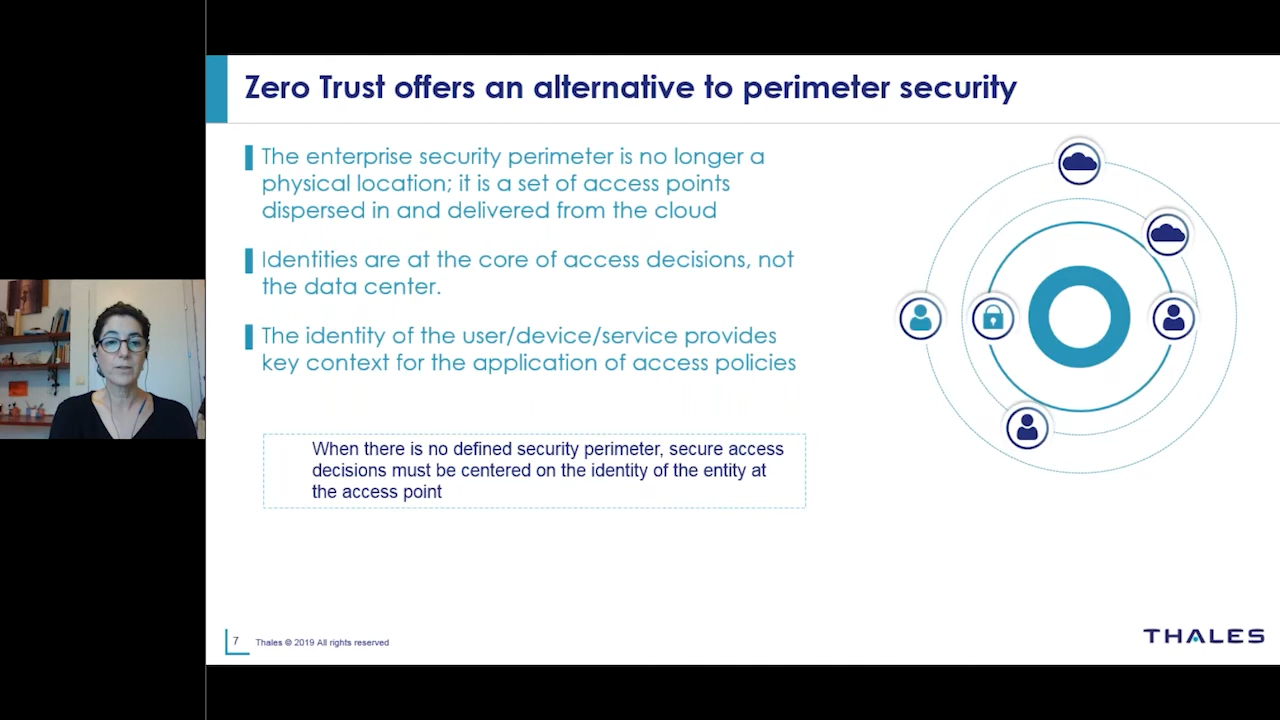 Zero Trust offers an alternative to perimeter security
The enterprise security perimeter is no longer a
physical location; it is a set of access points
dispersed in and delivered from the cloud
Identities are at the core of access decisions, not
the data center.
The identity of the user/device/service provides
key context for the application of access policies
When there is no defined security perimeter, secure access
decisions must be centered on the identity of the entity at
the access point
7
Thales © 2019 All rights reserved
THALES